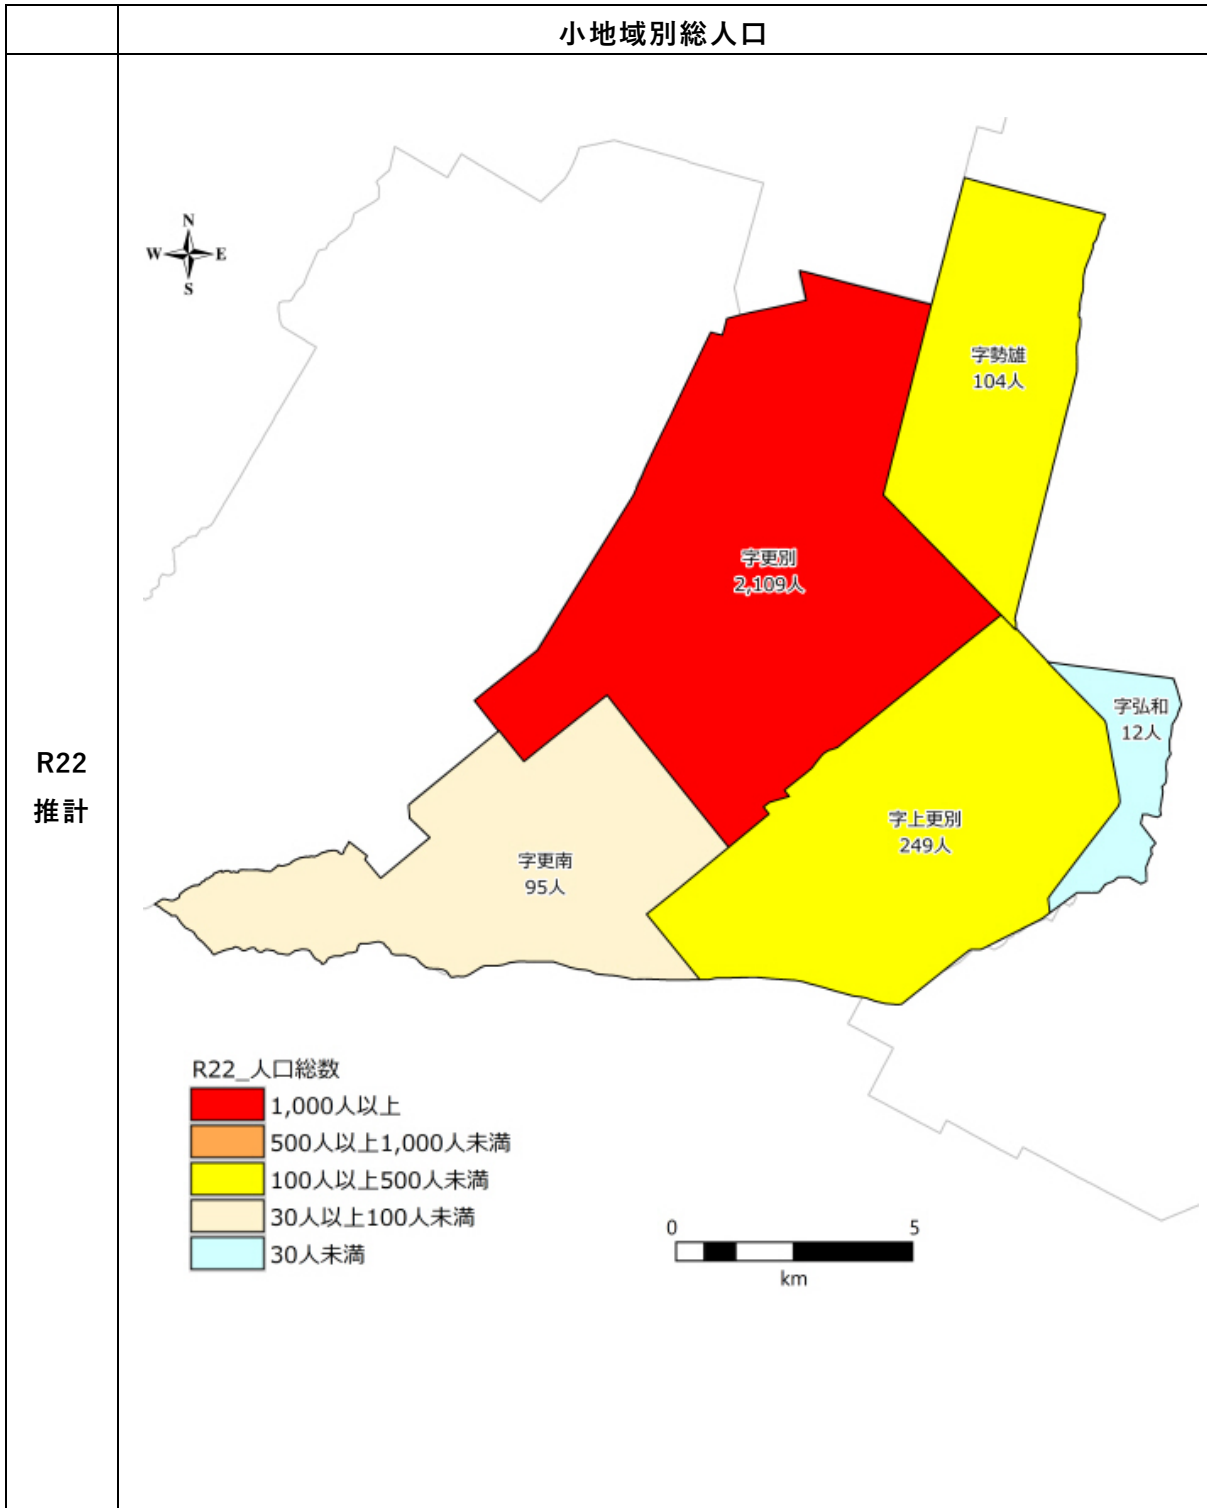 小地域別総人口
R22
推計
N
W E
S
字勢雄
104人
字更別
2,109人
字弘和
12人
字上更別
249人
字更南
95人
R22_人口総数
1,000人以上
500人以上1,000人未満
100人以上500人未満
30人以上100人未満
30人未満
0 5
km